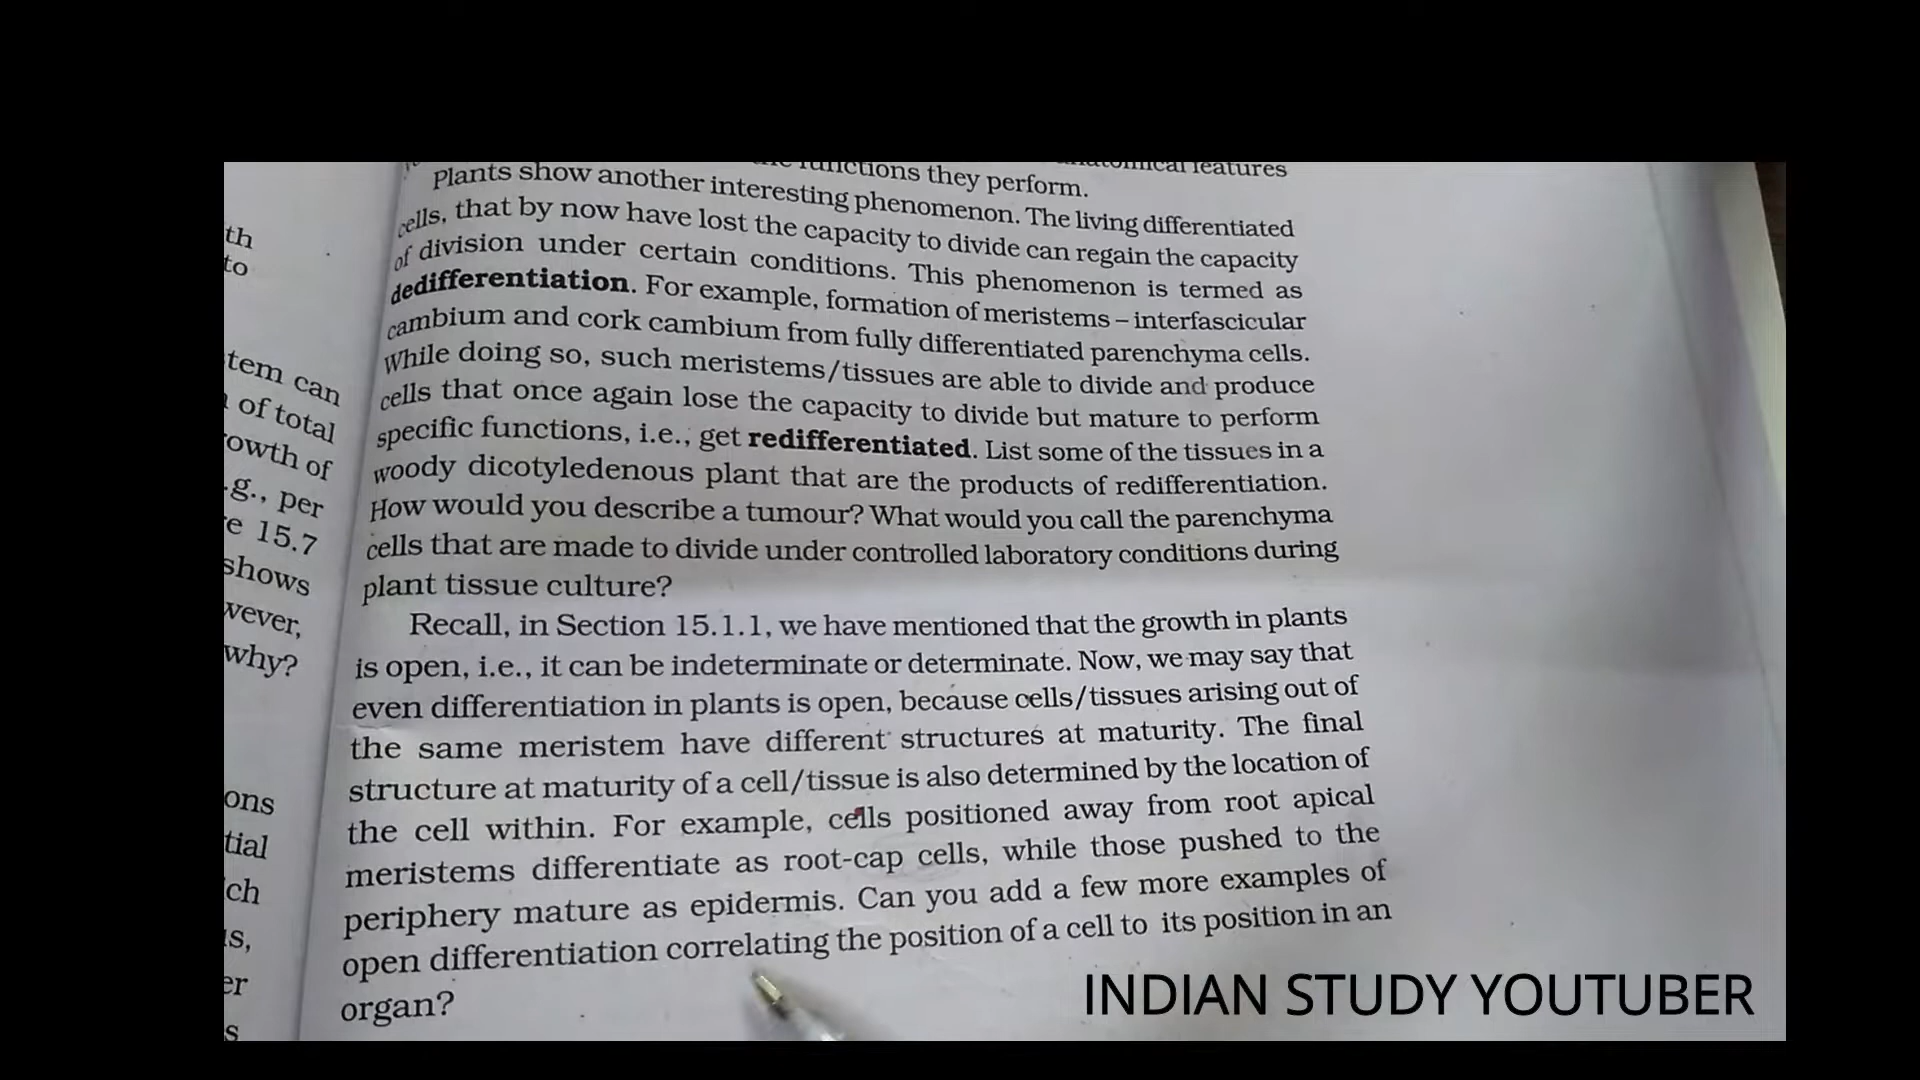 the functions they perform.
anatomical features
Plants show another interesting phenomenon. The living differentiated
cells, that by now have lost the capacity to divide can regain the capacity
of division under certain conditions. This phenomenon is termed as
dedifferentiation. For example, formation of meristems – interfascicular
cambium and cork cambium from fully differentiated parenchyma cells.
While doing so, such meristems/tissues are able to divide and produce
cells that once again lose the capacity to divide but mature to perform
specific functions, i.e., get redifferentiated. List some of the tissues in a
woody dicotyledenous plant that are the products of redifferentiation.
How would you describe a tumour? What would you call the parenchyma
cells that are made to divide under controlled laboratory conditions during
plant tissue culture?
Recall, in Section 15.1.1, we have mentioned that the growth in plants
is open, i.e., it can be indeterminate or determinate. Now, we may say that
even differentiation in plants is open, because cells/tissues arising out of
the same meristem have different structures at maturity. The final
structure at maturity of a cell/tissue is also determined by the location of
the cell within. For example, cells positioned away from root apical
meristems differentiate as root-cap cells, while those pushed to the
periphery mature as epidermis. Can you add a few more examples of
open differentiation correlating the position of a cell to its position in an
organ?
th
to
tem can
of total
owth of
.g., per
e 15.7
shows
wever,
why?
ons
tial
ch
s,
er
s
INDIAN STUDY YOUTUBER